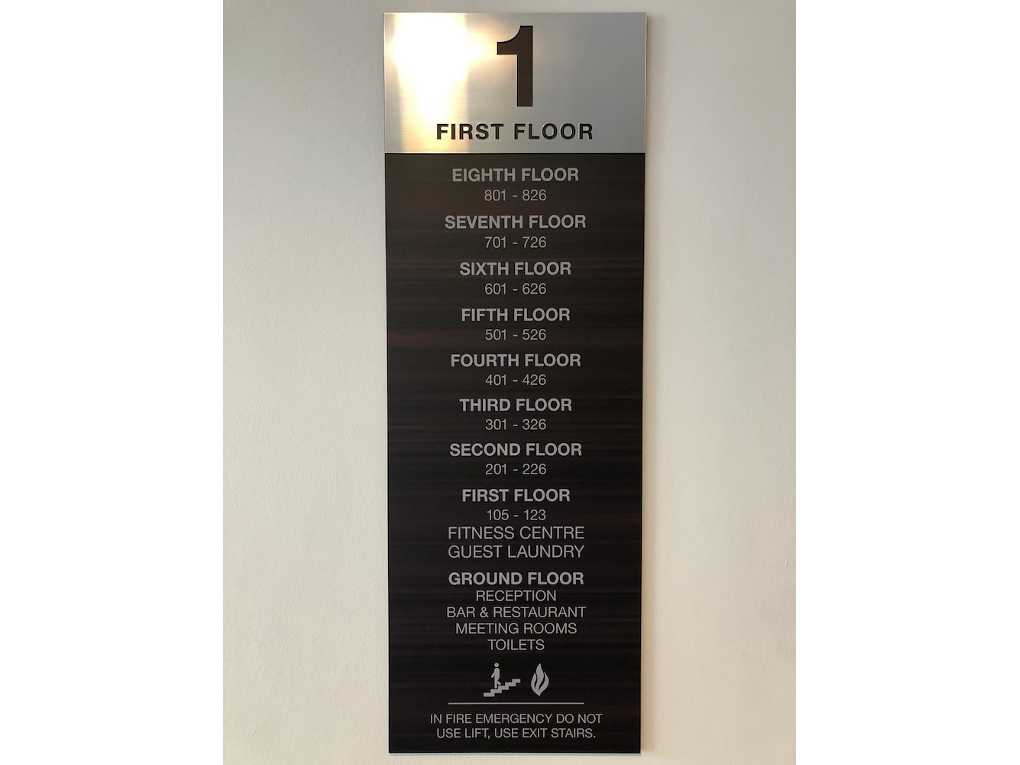 1
FIRST FLOOR
EIGHTH FLOOR
801 - 826
SEVENTH FLOOR
701 - 726
SIXTH FLOOR
601 - 626
FIFTH FLOOR
501 - 526
FOURTH FLOOR
401 - 426
THIRD FLOOR
301 - 326
SECOND FLOOR
201 - 226
FIRST FLOOR
105 - 123
FITNESS CENTRE
GUEST LAUNDRY
GROUND FLOOR
RECEPTION
BAR & RESTAURANT
MEETING ROOMS
TOILETS
IN FIRE EMERGENCY DO NOT
USE LIFT, USE EXIT STAIRS.